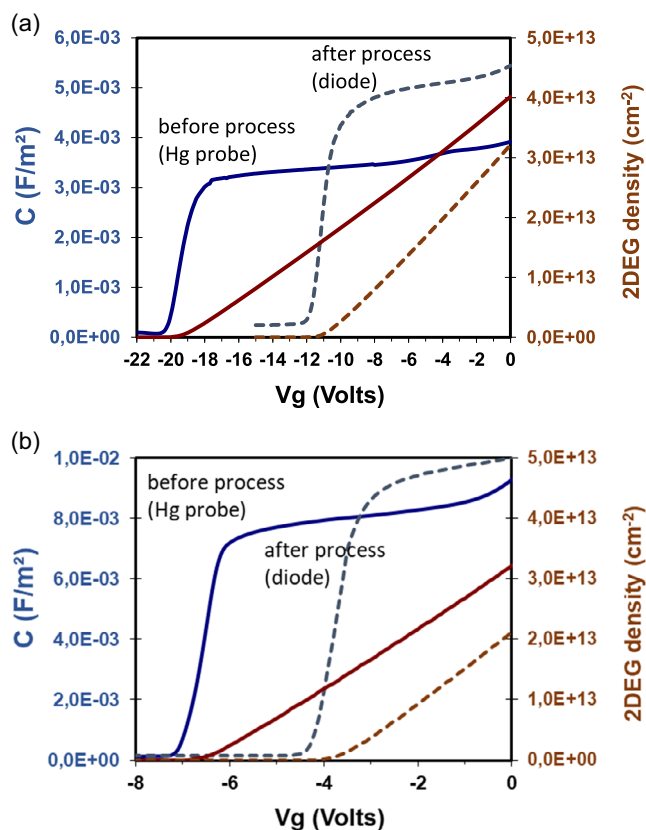 (a)
6,0E-03
5,0E-03
4,0E-03
3,0E-03
2,0E-03
1,0E-03
0,0E+00
C (F/m²)
after process
(diode)
before process
(Hg probe)
5,0E+13
4,0E+13
3,0E+13
2,0E+13
1,0E+13
0,0E+00
2DEG density (cm⁻²)
-22 -20 -18 -16 -14 -12 -10 -8 -6 -4 -2 0
Vg (Volts)
(b)
1,0E-02
8,0E-03
6,0E-03
4,0E-03
2,0E-03
0,0E+00
C (F/m²)
before process
(Hg probe)
after process
(diode)
5,0E+13
4,0E+13
3,0E+13
2,0E+13
1,0E+13
0,0E+00
2DEG density (cm⁻²)
-8 -6 -4 -2 0
Vg (Volts)